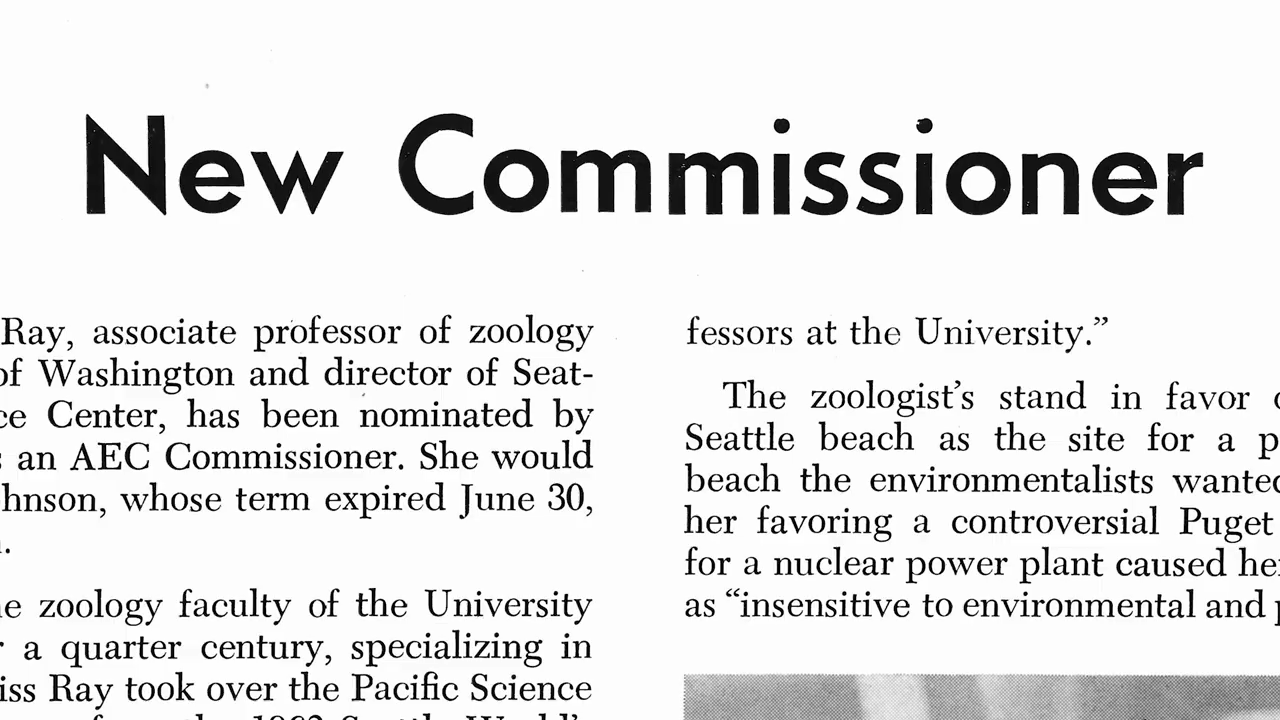 New Commissioner
Ray, associate professor of zoology
of Washington and director of Seat-
ce Center, has been nominated by
s an AEC Commissioner. She would
ohnson, whose term expired June 30,
he zoology faculty of the University
r a quarter century, specializing in
iss Ray took over the Pacific Science
fessors at the University.”
The zoologist’s stand in favor
Seattle beach as the site for a p
beach the environmentalists wanted
her favoring a controversial Puget
for a nuclear power plant caused her
as “insensitive to environmental and p